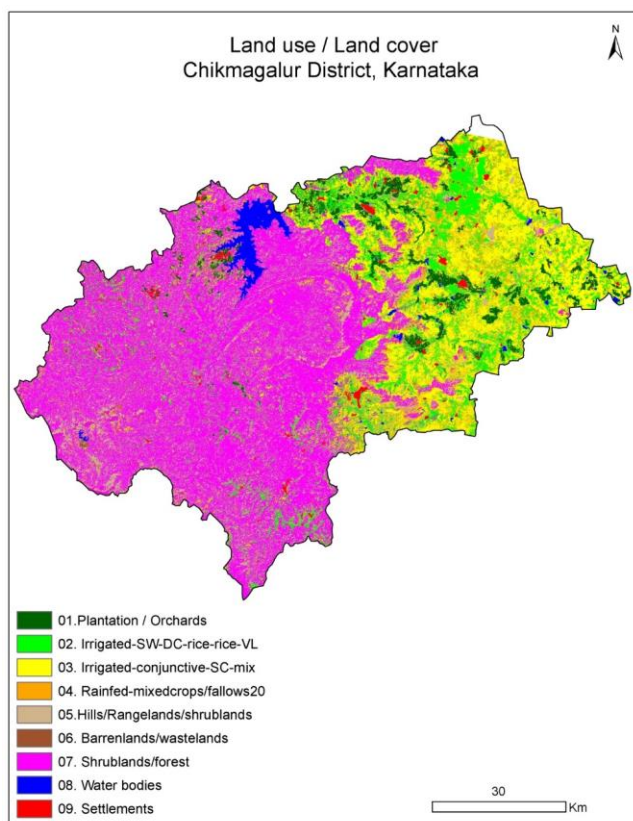 Land use / Land cover
Chikmagalur District, Karnataka
N
01.Plantation / Orchards
02. Irrigated-SW-DC-rice-rice-VL
03. Irrigated-conjunctive-SC-mix
04. Rainfed-mixedcrops/fallows20
05.Hills/Rangelands/shrublands
06. Barrenlands/wastelands
07. Shrublands/forest
08. Water bodies
09. Settlements
30
Km